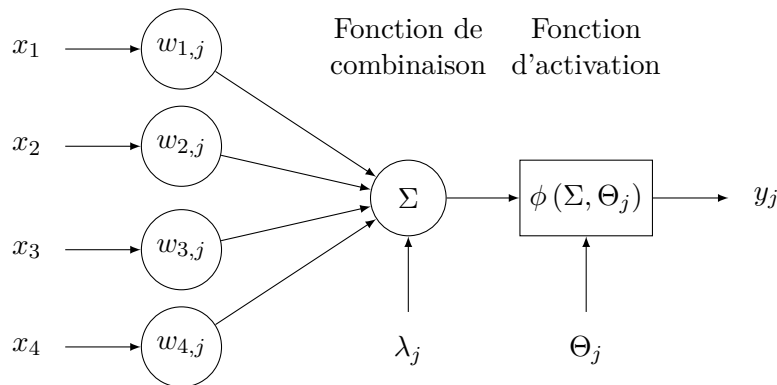 x₁ w₁,ⱼ Fonction de Fonction
combinaison d'activation
x₂ w₂,ⱼ
Σ ϕ (Σ, Θⱼ) yⱼ
x₃ w₃,ⱼ
x₄ w₄,ⱼ λⱼ Θⱼ